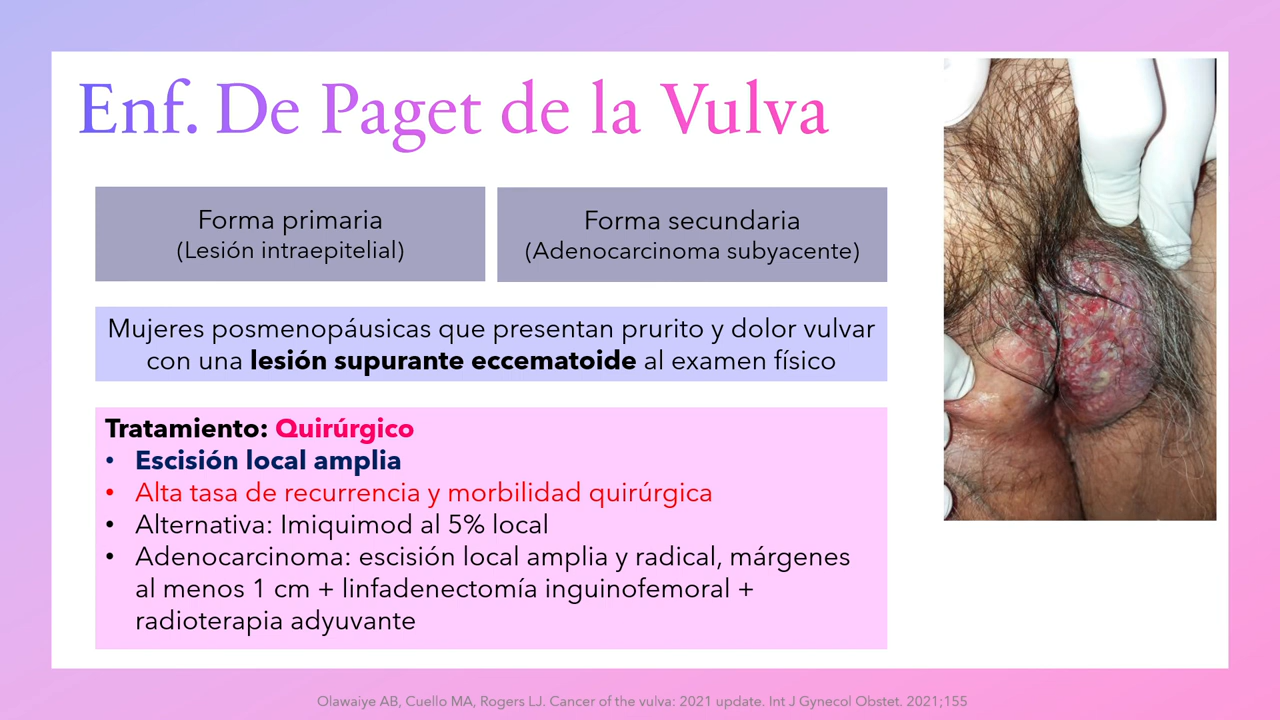 Enf. De Paget de la Vulva
Forma primaria
(Lesión intraepitelial)
Forma secundaria
(Adenocarcinoma subyacente)
Mujeres posmenopáusicas que presentan prurito y dolor vulvar
con una lesión supurante eccematoide al examen físico
Tratamiento: Quirúrgico
• Escisión local amplia
• Alta tasa de recurrencia y morbilidad quirúrgica
• Alternativa: Imiquimod al 5% local
• Adenocarcinoma: escisión local amplia y radical, márgenes
al menos 1 cm + linfadenectomía inguinofemoral +
radioterapia adyuvante
Olawaiye AB, Cuello MA, Rogers LJ. Cancer of the vulva: 2021 update. Int J Gynecol Obstet. 2021;155